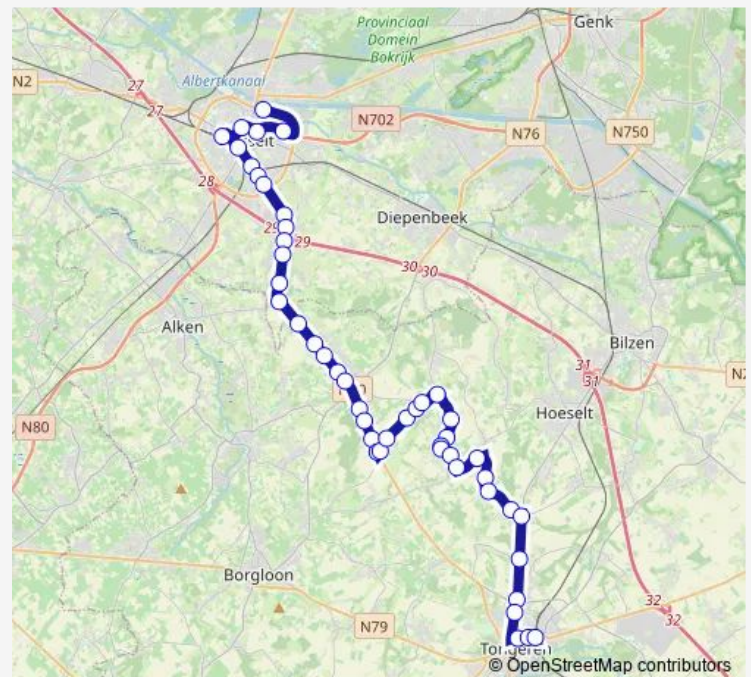 Provinciaal
Domein
Bokrijk
Genk
N2
27
27
Albertkanaal
N702
N76
N750
28
29
29
Diepenbeek
30 30
Alken
Bilzen
31
31
Hoeselt
N80
Borgloon
N79
32
32
Tongeren
© OpenStreetMap contributors